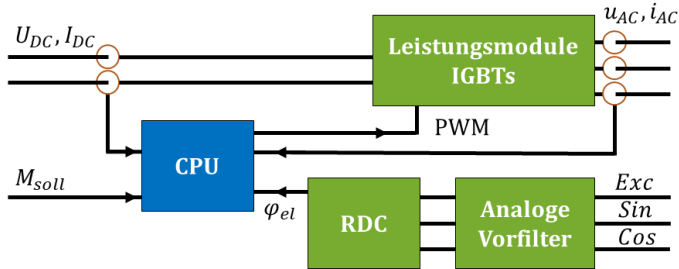 U_DC, I_DC
u_AC, i_AC
Leistungsmodule
IGBTs
PWM
CPU
M_soll
φ_el
RDC
Analoge
Vorfilter
Exc
Sin
Cos